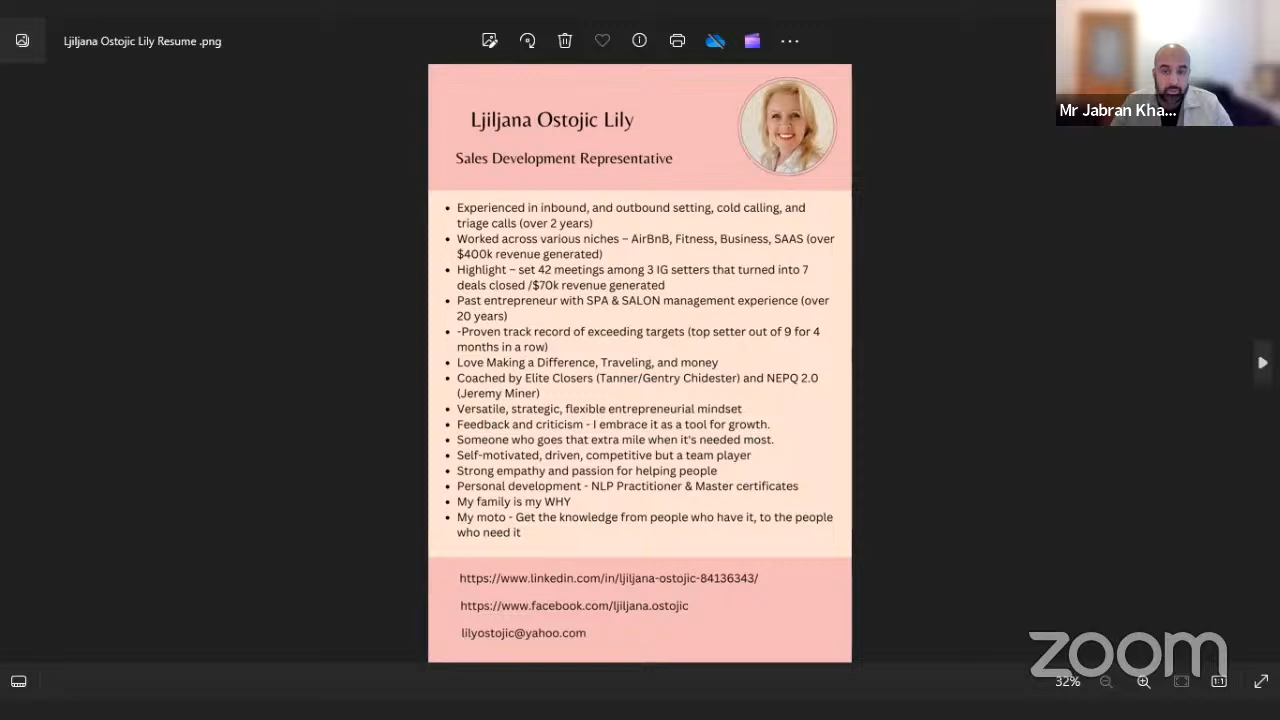 Ljiljana Ostojic Lily Resume .png
Mr Jabran Kha...
Ljiljana Ostojic Lily
Sales Development Representative
• Experienced in inbound, and outbound setting, cold calling, and
triage calls (over 2 years)
• Worked across various niches – AirBnB, Fitness, Business, SAAS (over
$400k revenue generated)
• Highlight – set 42 meetings among 3 IG setters that turned into 7
deals closed /$70k revenue generated
• Past entrepreneur with SPA & SALON management experience (over
20 years)
• -Proven track record of exceeding targets (top setter out of 9 for 4
months in a row)
• Love Making a Difference, Traveling, and money
• Coached by Elite Closers (Tanner/Gentry Chidester) and NEPQ 2.0
(Jeremy Miner)
• Versatile, strategic, flexible entrepreneurial mindset
• Feedback and criticism - I embrace it as a tool for growth.
• Someone who goes that extra mile when it's needed most.
• Self-motivated, driven, competitive but a team player
• Strong empathy and passion for helping people
• Personal development - NLP Practitioner & Master certificates
• My family is my WHY
• My moto - Get the knowledge from people who have it, to the people
who need it
https://www.linkedin.com/in/ljiljana-ostojic-84136343/
https://www.facebook.com/ljiljana.ostojic
lilyostojic@yahoo.com
zoom
32%
1:1